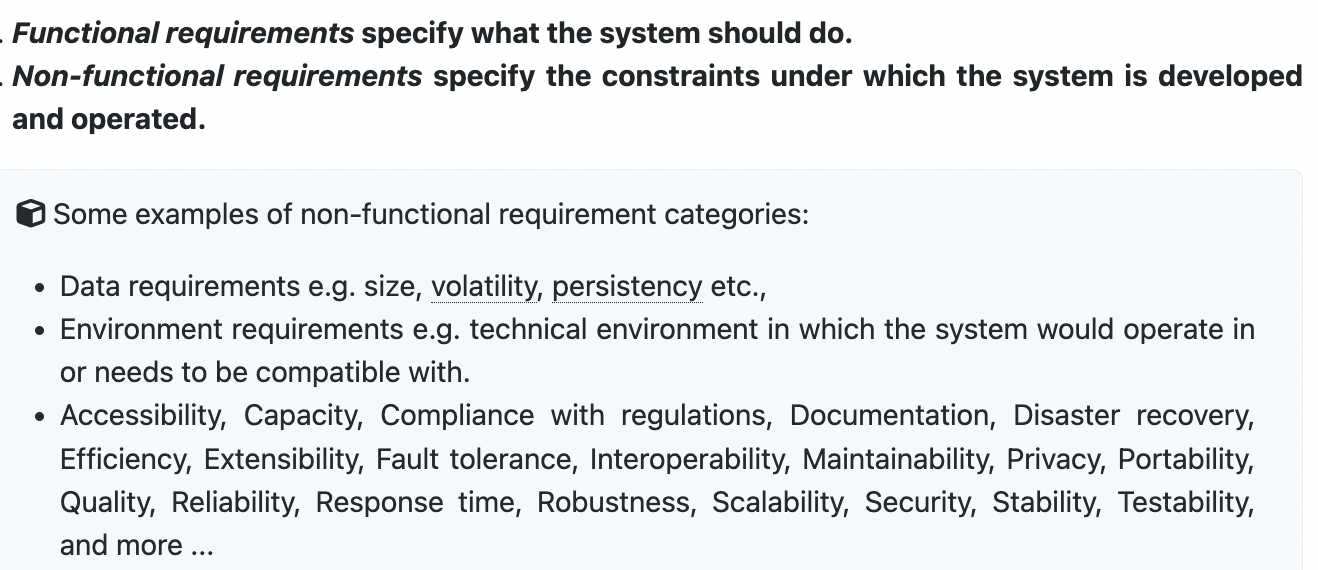 . Functional requirements specify what the system should do.
. Non-functional requirements specify the constraints under which the system is developed
and operated.
Some examples of non-functional requirement categories:
• Data requirements e.g. size, volatility, persistency etc.,
• Environment requirements e.g. technical environment in which the system would operate in
or needs to be compatible with.
• Accessibility, Capacity, Compliance with regulations, Documentation, Disaster recovery,
Efficiency, Extensibility, Fault tolerance, Interoperability, Maintainability, Privacy, Portability,
Quality, Reliability, Response time, Robustness, Scalability, Security, Stability, Testability,
and more ...